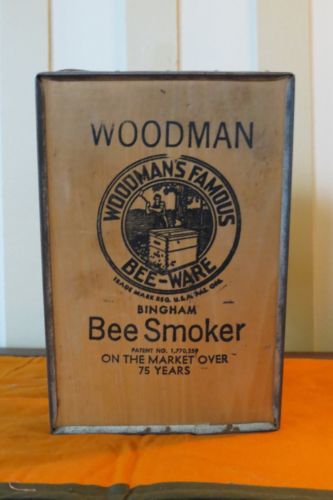 WOODMAN
WOODMAN'S FAMOUS
BEE-WARE
TRADE MARK REG. U.S.A. PAT. OFF.
BINGHAM
Bee Smoker
PATENT NO. 1,770,259
ON THE MARKET OVER
75 YEARS